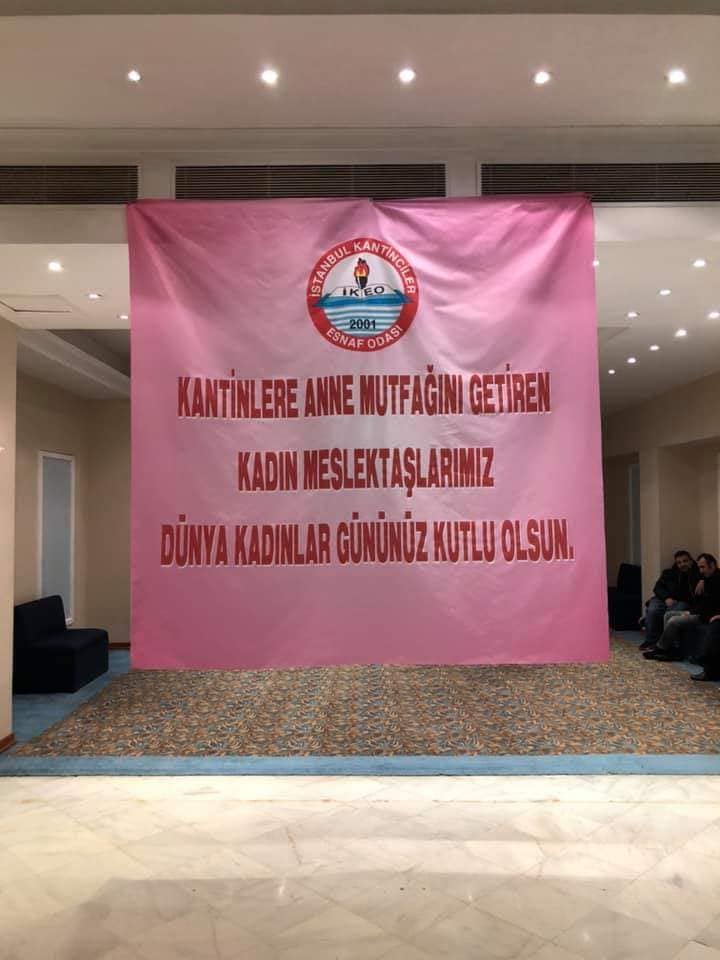 İSTANBUL KANTİNCİLER
İKEO
2001
ESNAF ODASI
KANTİNLERE ANNE MUTFAĞINI GETİREN
KADIN MESLEKTAŞLARIMIZ
DÜNYA KADINLAR GÜNÜNÜZ KUTLU OLSUN.